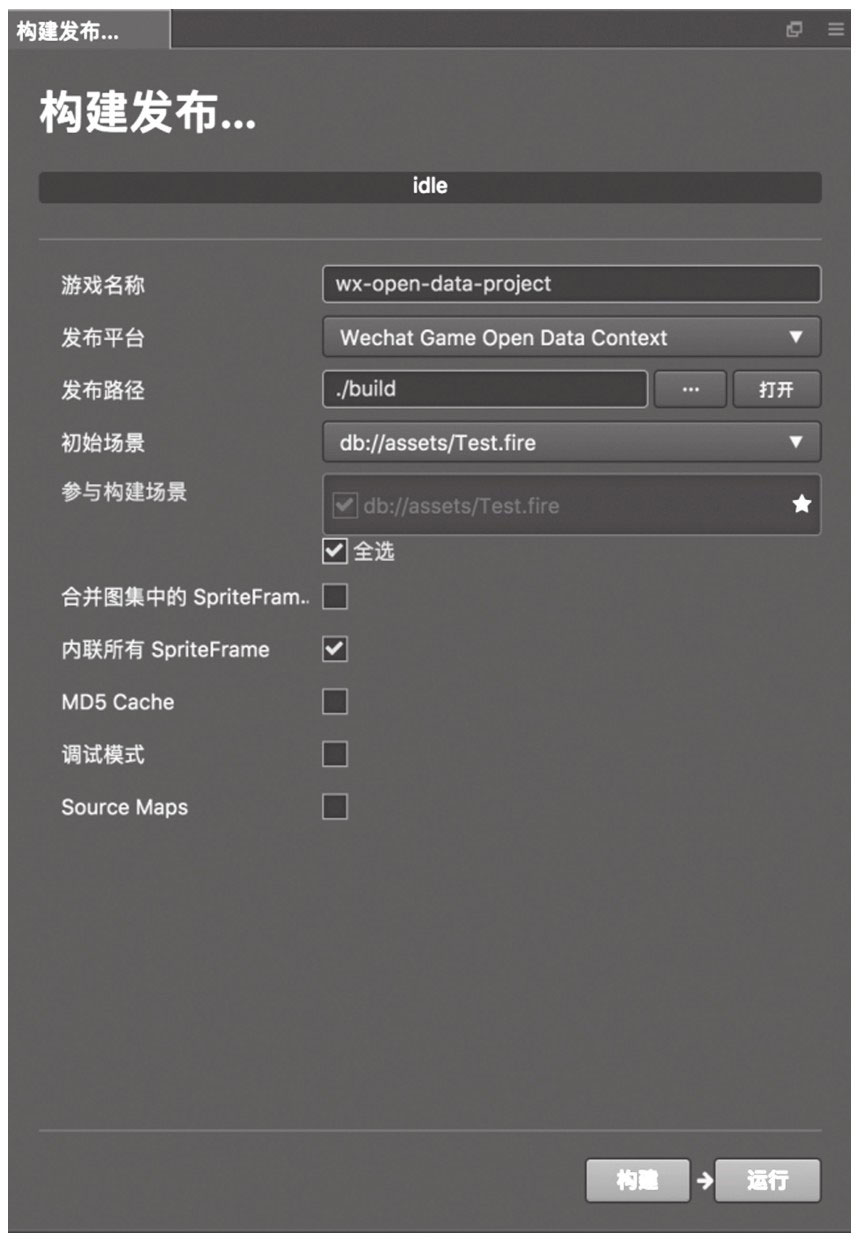 构建发布...
构建发布...
idle
游戏名称 wx-open-data-project
发布平台 Wechat Game Open Data Context
发布路径 ./build ... 打开
初始场景 db://assets/Test.fire
参与构建场景 db://assets/Test.fire
全选
合并图集中的 SpriteFram..
内联所有 SpriteFrame
MD5 Cache
调试模式
Source Maps
构建 运行